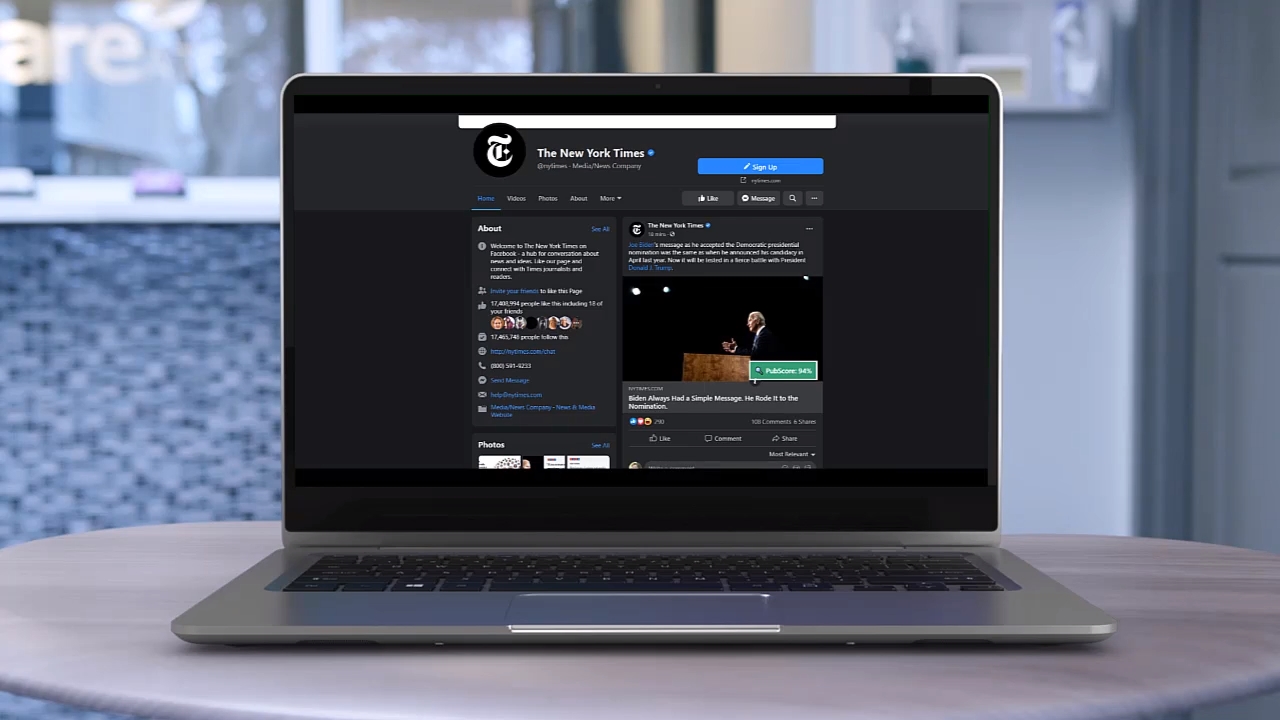 are
The New York Times
@nytimes · Media/News Company
Sign Up
nytimes.com
Home
Videos
Photos
About
More
Like
Message
About
See All
Welcome to The New York Times on
Facebook - a hub for conversation about
news and ideas. Like our page and
connect with Times journalists and
readers.
Invite your friends to like this Page
17,408,994 people like this including 18 of
your friends
17,465,748 people follow this
http://nytimes.com/chat
(800) 591-9233
Send Message
help@nytimes.com
Media/News Company · News & Media
Website
Photos
See All
The New York Times
18 mins ·
Joe Biden's message as he accepted the Democratic presidential
nomination was the same as when he announced his candidacy in
April last year. Now it will be tested in a fierce battle with President
Donald J. Trump.
PubScore: 94%
NYTIMES.COM
Biden Always Had a Simple Message. He Rode It to the
Nomination.
290
108 Comments 6 Shares
Like
Comment
Share
Most Relevant
Write a comment